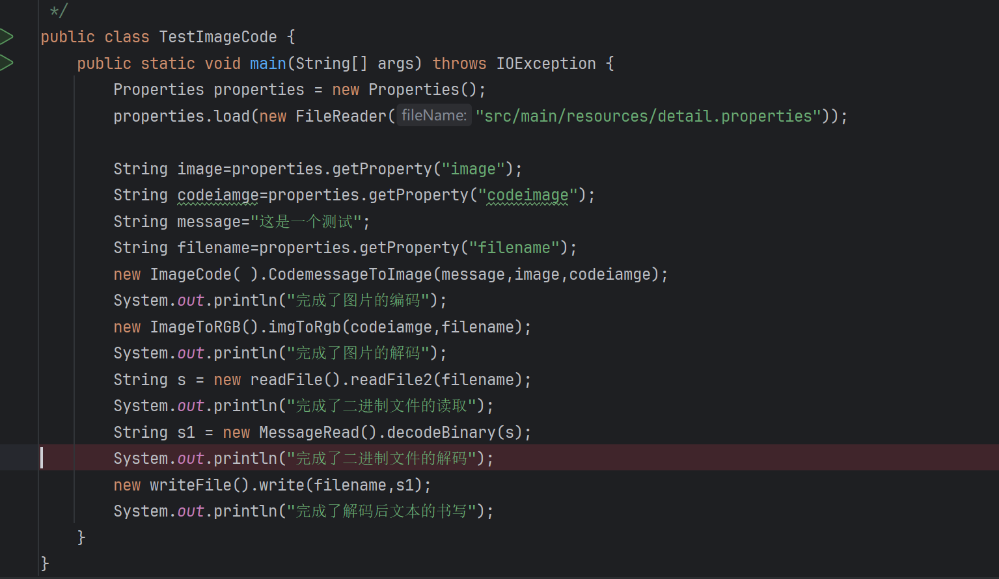 */
public class TestImageCode {
public static void main(String[] args) throws IOException {
Properties properties = new Properties();
properties.load(new FileReader( fileName: "src/main/resources/detail.properties"));
String image=properties.getProperty("image");
String codeiamge=properties.getProperty("codeimage");
String message="这是一个测试";
String filename=properties.getProperty("filename");
new ImageCode( ).CodemessageToImage(message,image,codeiamge);
System.out.println("完成了图片的编码");
new ImageToRGB().imgToRgb(codeiamge,filename);
System.out.println("完成了图片的解码");
String s = new readFile().readFile2(filename);
System.out.println("完成了二进制文件的读取");
String s1 = new MessageRead().decodeBinary(s);
System.out.println("完成了二进制文件的解码");
new writeFile().write(filename,s1);
System.out.println("完成了解码后文本的书写");
}
}